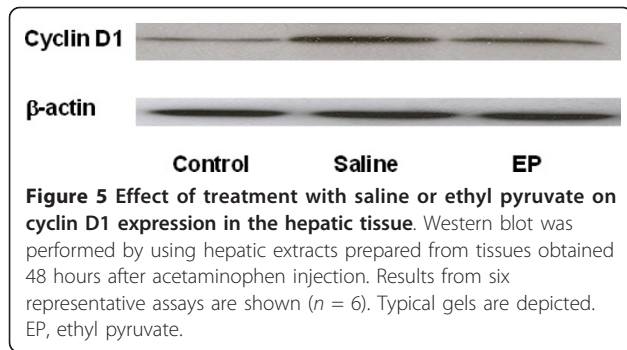 Cyclin D1
β-actin
Control Saline EP
Figure 5 Effect of treatment with saline or ethyl pyruvate on
cyclin D1 expression in the hepatic tissue. Western blot was
performed by using hepatic extracts prepared from tissues obtained
48 hours after acetaminophen injection. Results from six
representative assays are shown (n = 6). Typical gels are depicted.
EP, ethyl pyruvate.